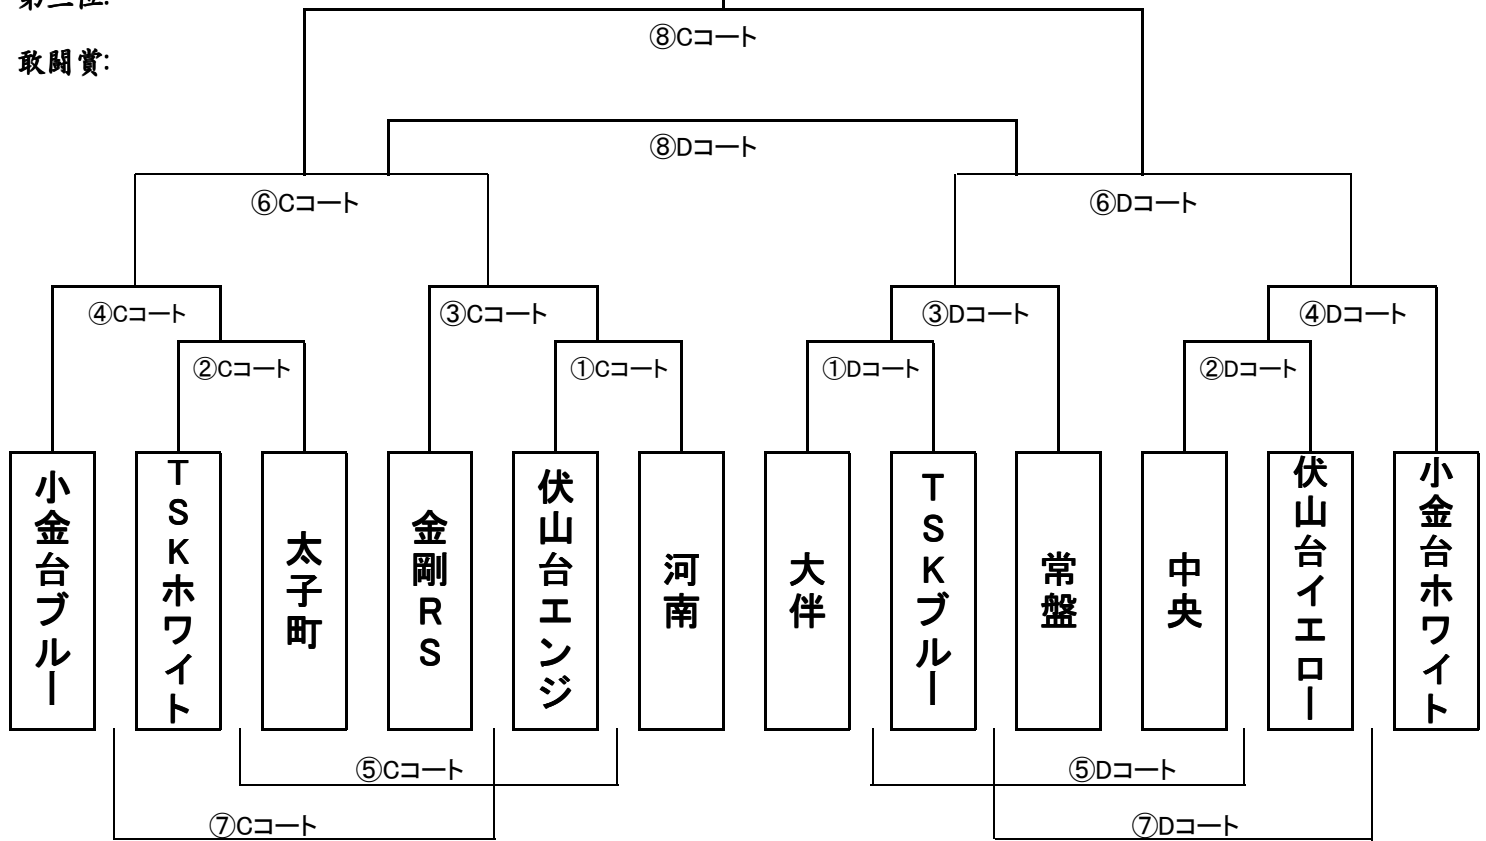 第三位:
⑧Cコート
敢闘賞:
⑧Dコート
⑥Cコート
⑥Dコート
④Cコート
③Cコート
③Dコート
④Dコート
②Cコート
①Cコート
①Dコート
②Dコート
小金台ブルー
TSKホワイト
太子町
金剛RS
伏山台エンジ
河南
大伴
TSKブルー
常盤
中央
伏山台イエロー
小金台ホワイト
⑤Cコート
⑤Dコート
⑦Cコート
⑦Dコート